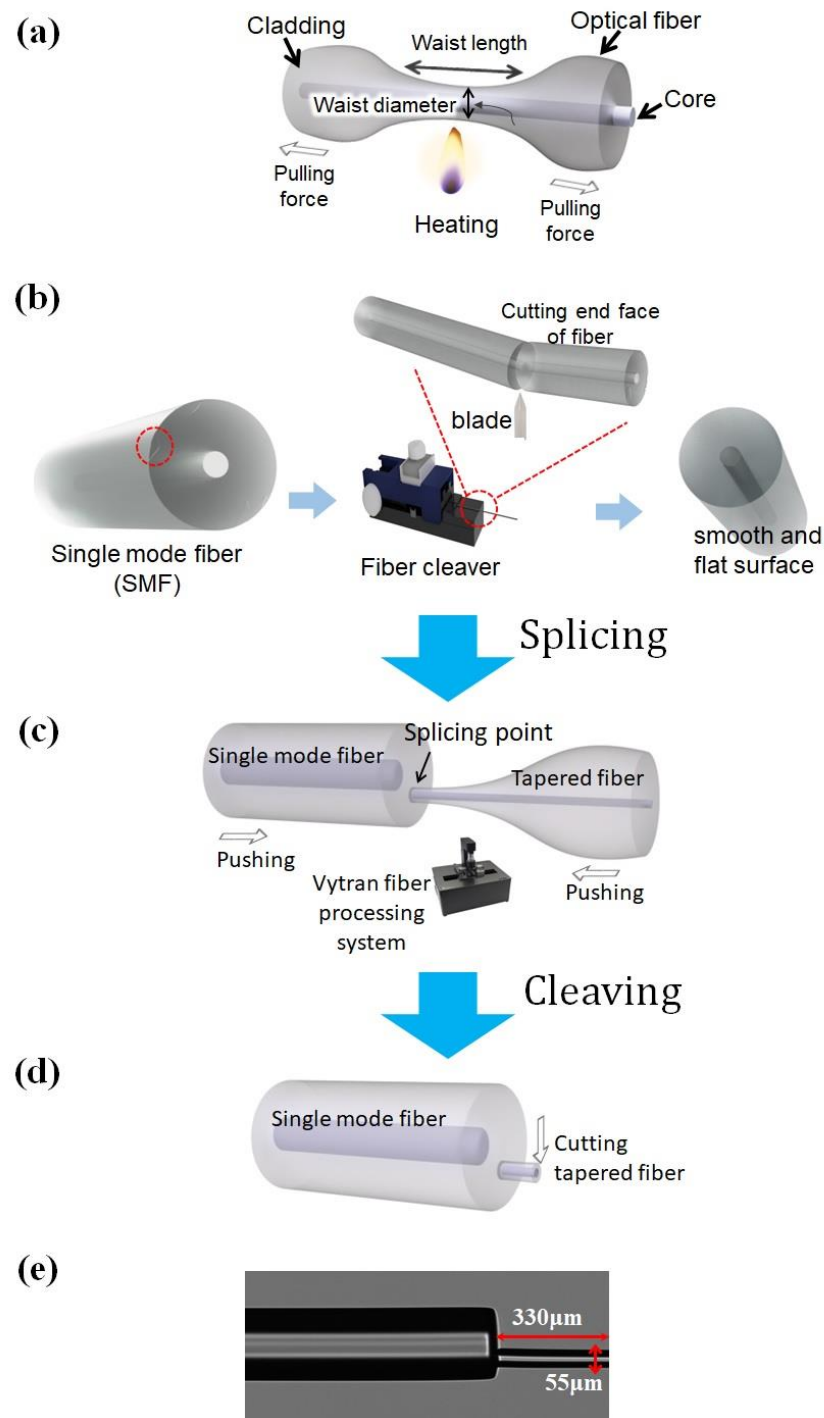 (a)
Cladding
Waist length
Optical fiber
Waist diameter
Core
Pulling
force
Heating
Pulling
force
(b)
Cutting end face
of fiber
blade
Single mode fiber
(SMF)
Fiber cleaver
smooth and
flat surface
Splicing
(c)
Splicing point
Single mode fiber
Tapered fiber
Pushing
Vytran fiber
processing
system
Pushing
Cleaving
(d)
Single mode fiber
Cutting
tapered fiber
(e)
330μm
55μm